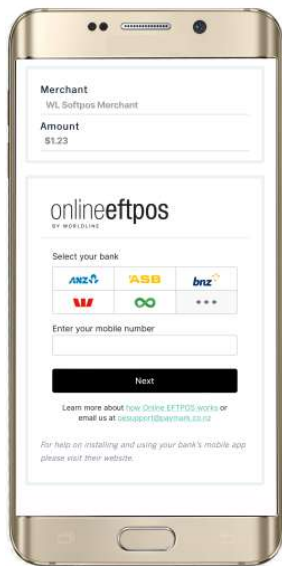 Merchant
WL Softpos Merchant
Amount
$1.23
onlineeftpos
BY WORLDLINE
Select your bank
ANZ ASB bnz
Enter your mobile number
Next
Learn more about how Online EFTPOS works or
email us at oesupport@paymark.co.nz
For help on installing and using your bank's mobile app
please visit their website.